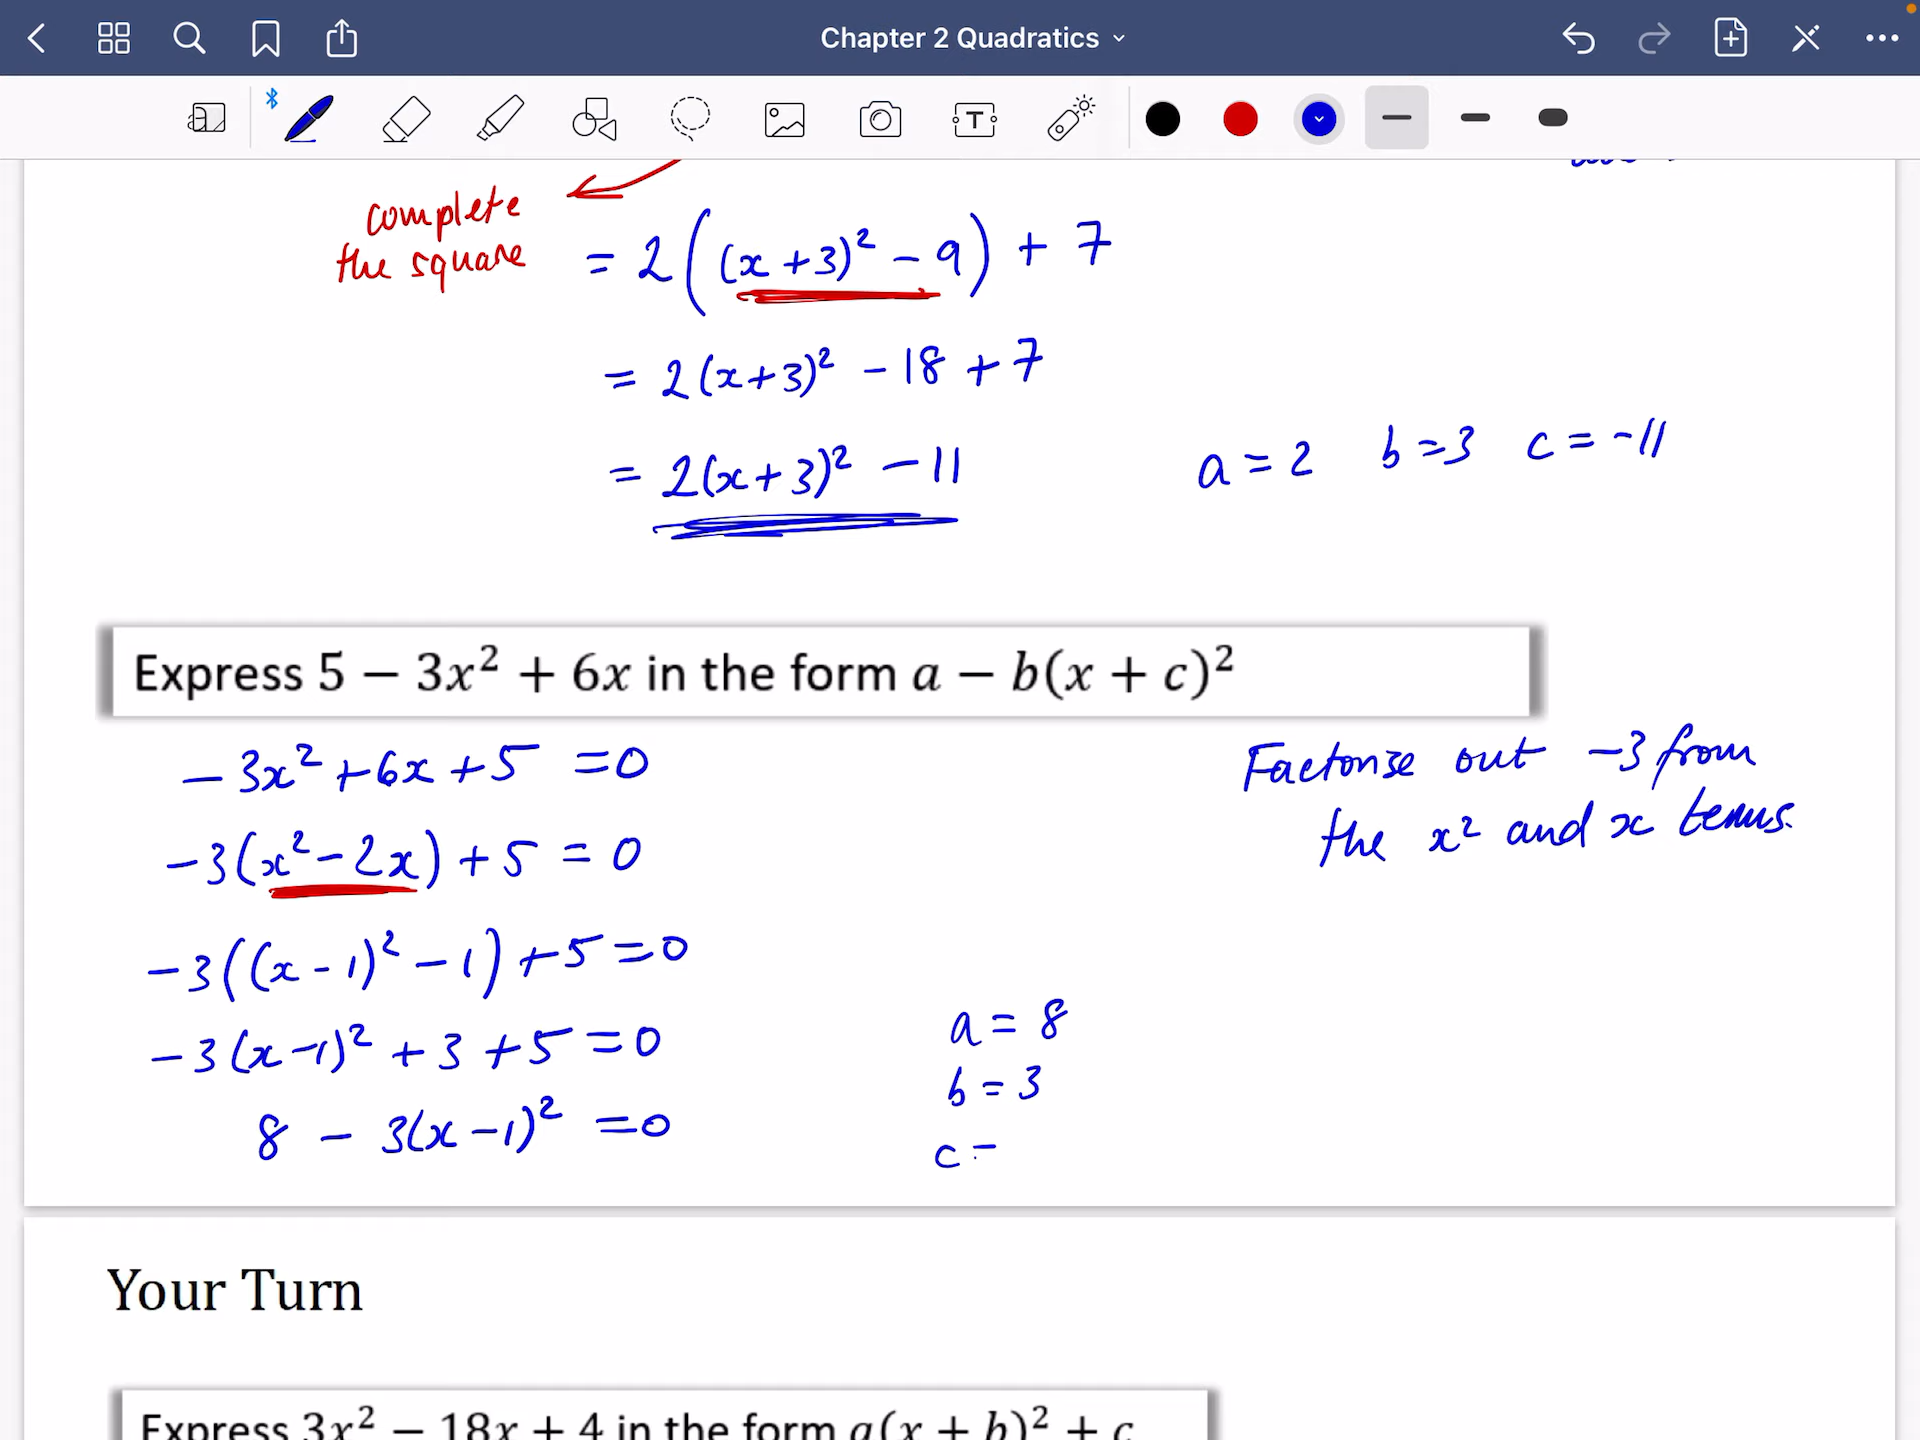 Chapter 2 Quadratics
complete
the square
= 2((x+3)² − 9) + 7
= 2(x+3)² − 18 + 7
= 2(x+3)² − 11
a = 2 b = 3 c = −11
Express 5 − 3x² + 6x in the form a − b(x + c)²
−3x² + 6x + 5 = 0
Factorise out −3 from
the x² and x terms.
−3(x² − 2x) + 5 = 0
−3((x − 1)² − 1) + 5 = 0
−3(x−1)² + 3 + 5 = 0
8 − 3(x−1)² = 0
a = 8
b = 3
c =
Your Turn
Express 3x² − 18x + 4 in the form a(x + b)² + c